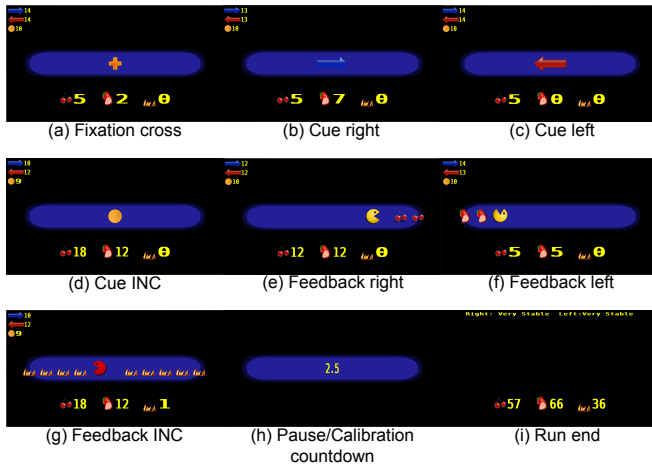 14
14
10
5 2 0
(a) Fixation cross
13
13
10
5 7 0
(b) Cue right
14
14
10
5 0 0
(c) Cue left
10
12
9
18 12 0
(d) Cue INC
12
12
10
12 12 0
(e) Feedback right
14
13
10
5 5 0
(f) Feedback left
10
12
9
18 12 1
(g) Feedback INC
2.5
(h) Pause/Calibration
countdown
Right: Very Stable Left:Very Stable
57 66 36
(i) Run end